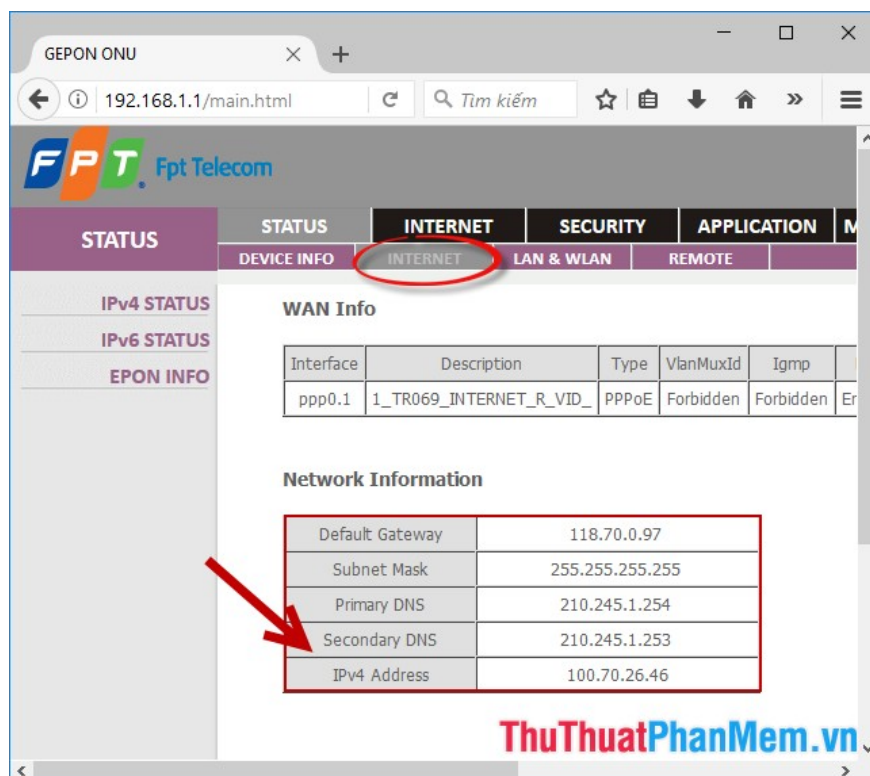 GEPON ONU
192.168.1.1/main.html
Tìm kiếm
FPT Fpt Telecom
STATUS
STATUS INTERNET SECURITY APPLICATION M
DEVICE INFO INTERNET LAN & WLAN REMOTE
IPv4 STATUS
IPv6 STATUS
EPON INFO
WAN Info
Interface Description Type VlanMuxId Igmp
ppp0.1 1_TR069_INTERNET_R_VID_ PPPoE Forbidden Forbidden
Network Information
Default Gateway 118.70.0.97
Subnet Mask 255.255.255.255
Primary DNS 210.245.1.254
Secondary DNS 210.245.1.253
IPv4 Address 100.70.26.46
ThuThuatPhanMem.vn